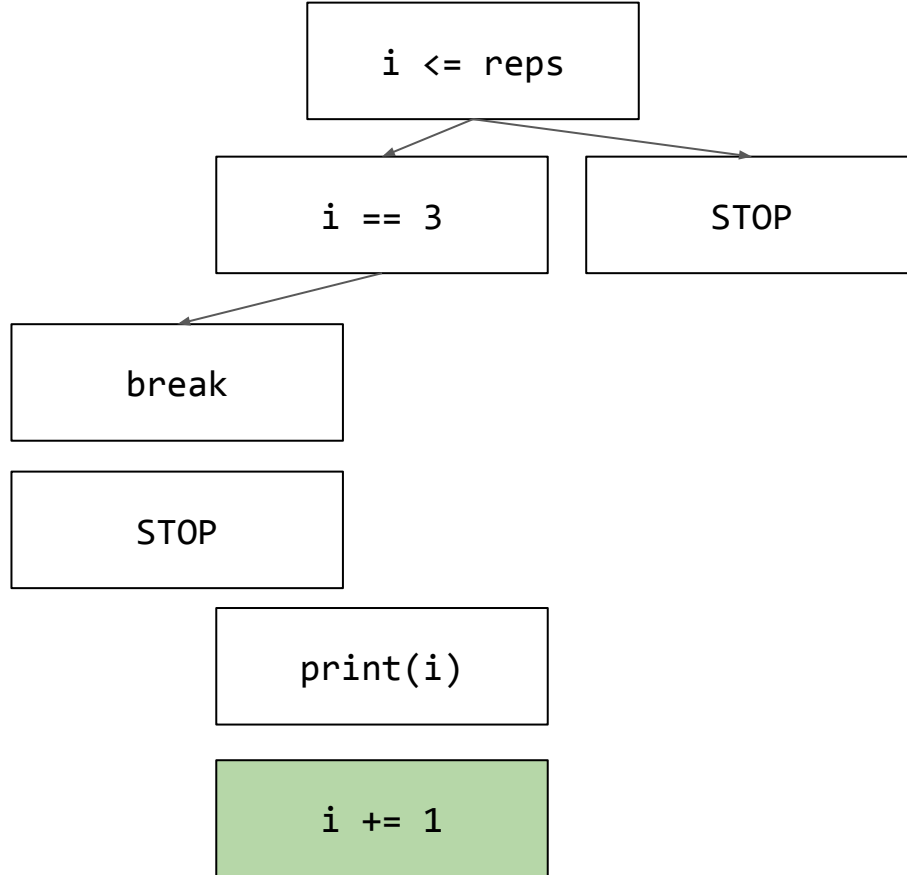 i <= reps
i == 3
STOP
break
STOP
print(i)
i += 1